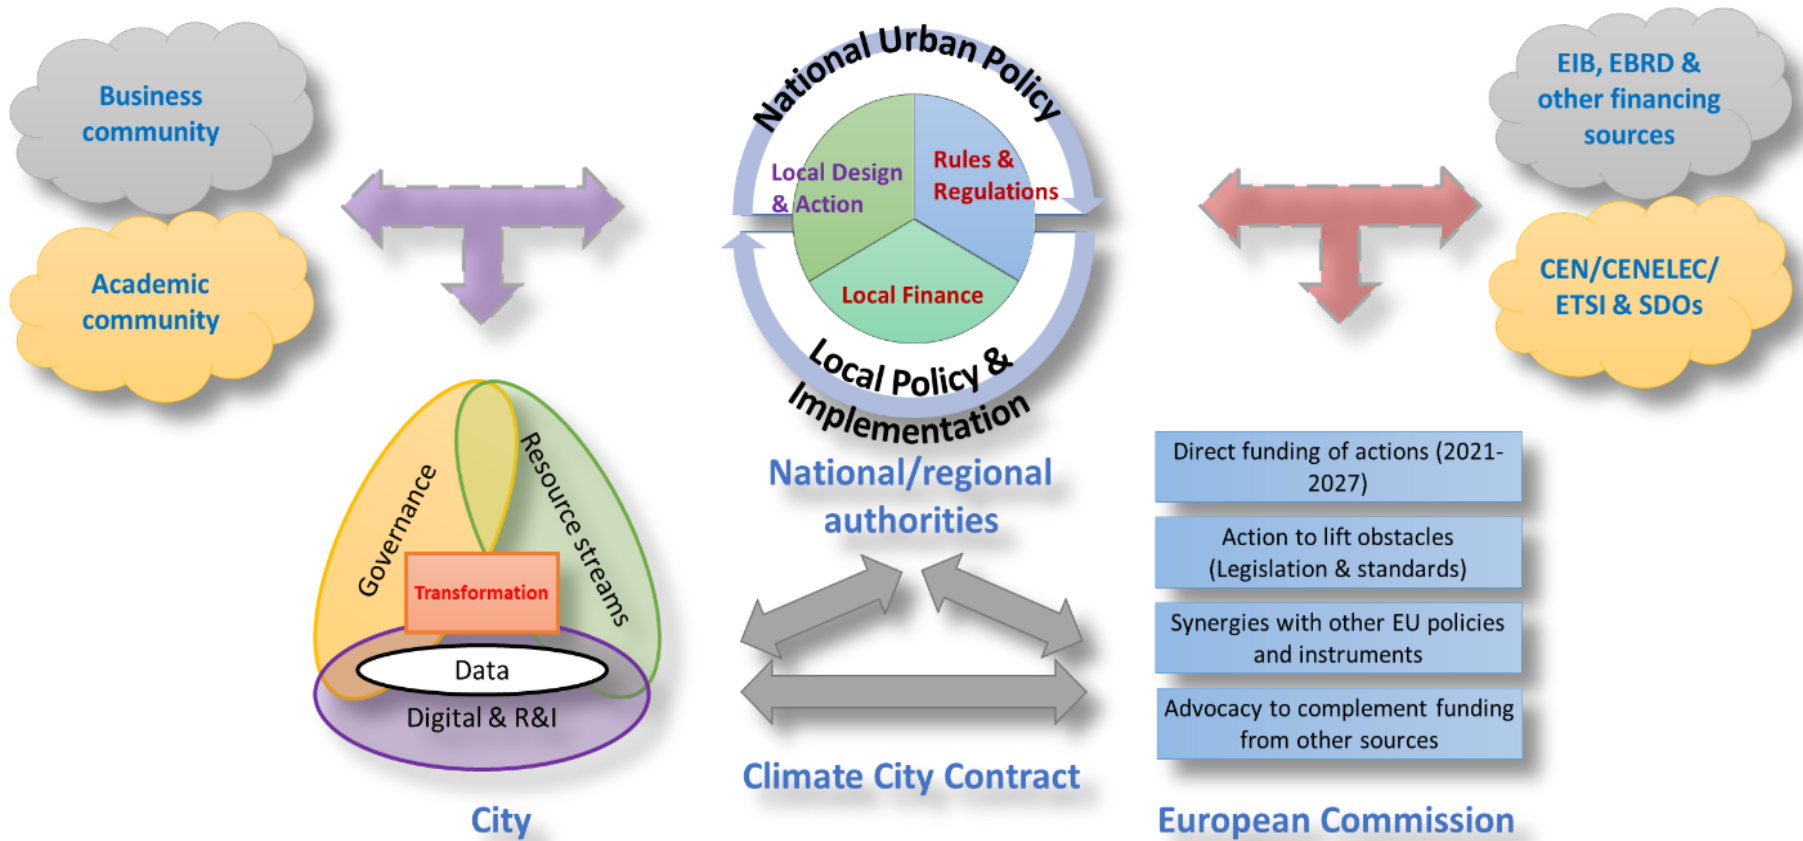 Business
community
Academic
community
National Urban Policy
Local Design
& Action
Rules &
Regulations
Local Finance
Local Policy &
Implementation
National/regional
authorities
EIB, EBRD &
other financing
sources
CEN/CENELEC/
ETSI & SDOs
Governance
Resource streams
Transformation
Data
Digital & R&I
City
Climate City Contract
Direct funding of actions (2021-
2027)
Action to lift obstacles
(Legislation & standards)
Synergies with other EU policies
and instruments
Advocacy to complement funding
from other sources
European Commission